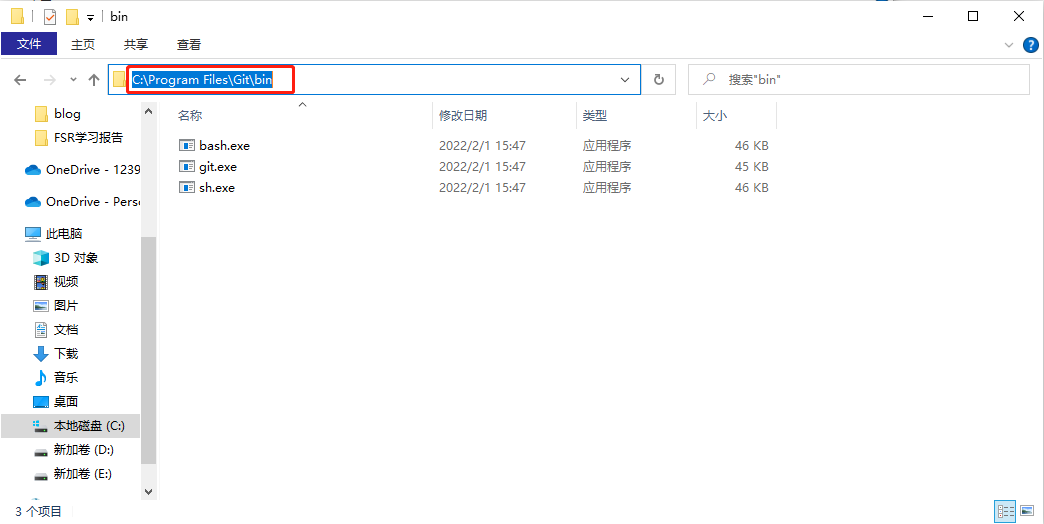 bin
文件 主页 共享 查看
C:\Program Files\Git\bin 搜索"bin"
名称 修改日期 类型 大小
bash.exe 2022/2/1 15:47 应用程序 46 KB
git.exe 2022/2/1 15:47 应用程序 45 KB
sh.exe 2022/2/1 15:47 应用程序 46 KB
blog
FSR学习报告
OneDrive - 1239
OneDrive - Perso
此电脑
3D 对象
视频
图片
文档
下载
音乐
桌面
本地磁盘 (C:)
新加卷 (D:)
新加卷 (E:)
3 个项目